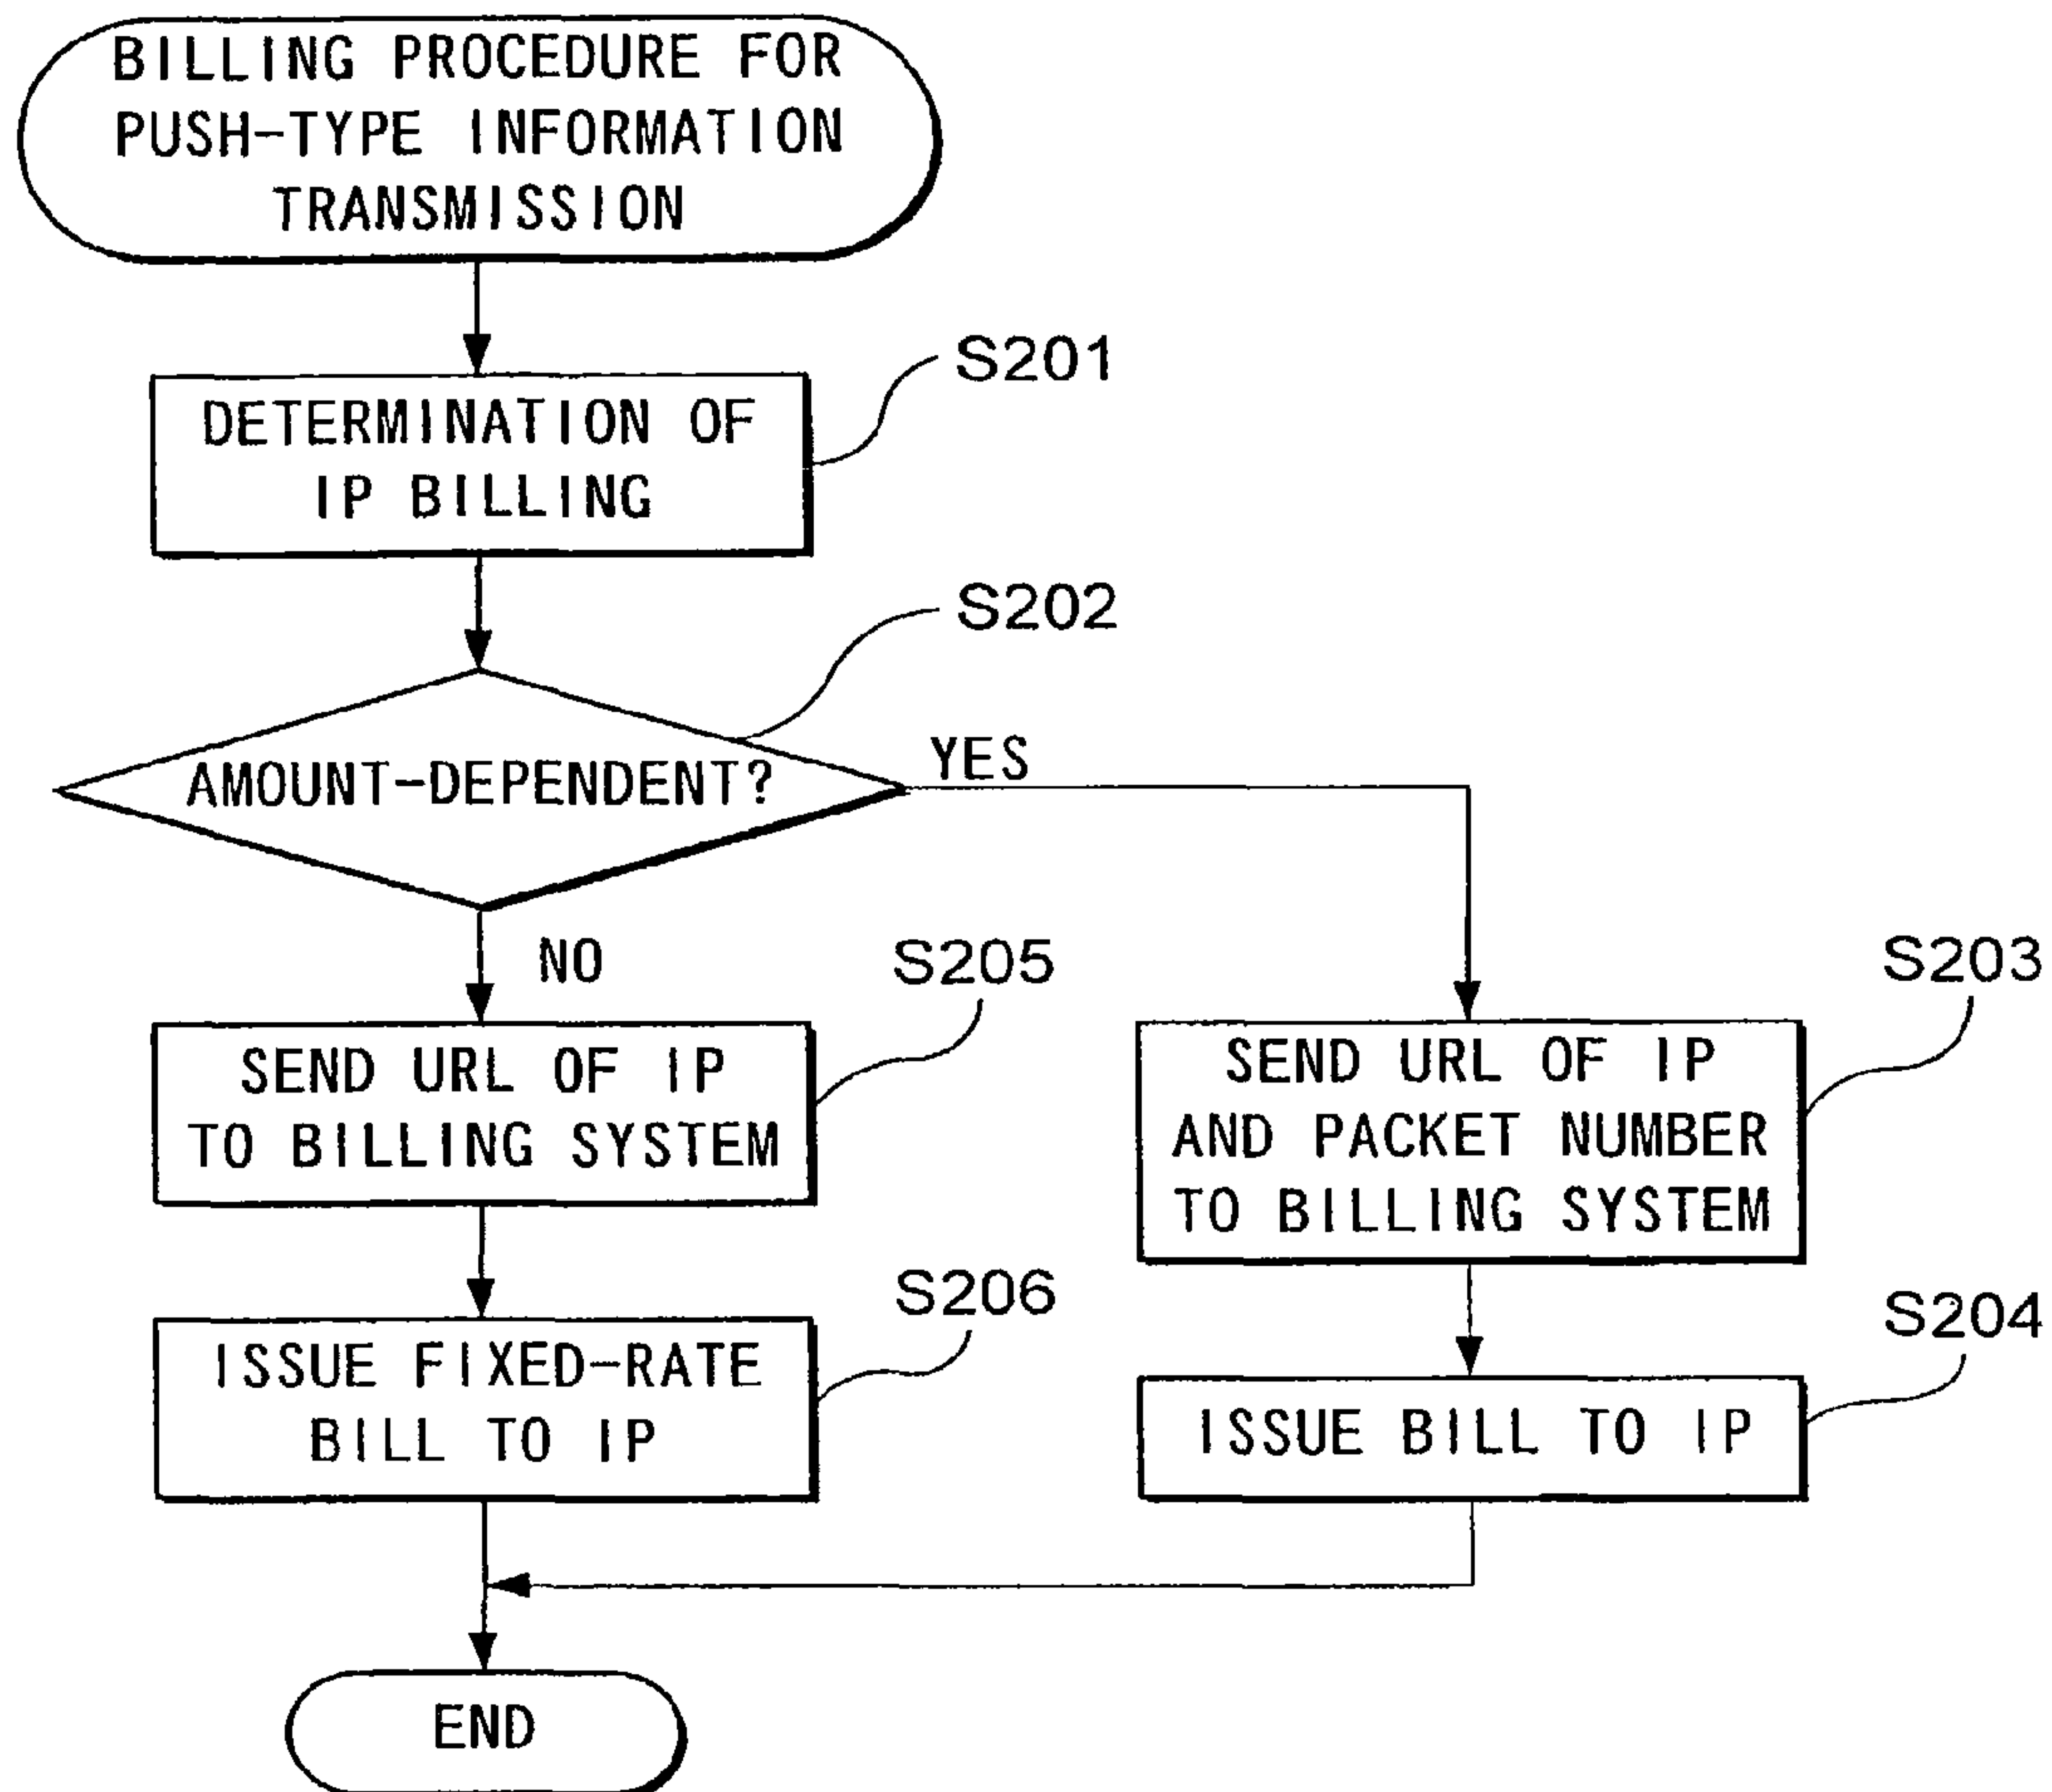 BILLING PROCEDURE FOR
PUSH-TYPE INFORMATION
TRANSMISSION
S201
DETERMINATION OF
IP BILLING
S202
AMOUNT-DEPENDENT?
YES
NO
S205
SEND URL OF IP
TO BILLING SYSTEM
S203
SEND URL OF IP
AND PACKET NUMBER
TO BILLING SYSTEM
S206
ISSUE FIXED-RATE
BILL TO IP
S204
ISSUE BILL TO IP
END